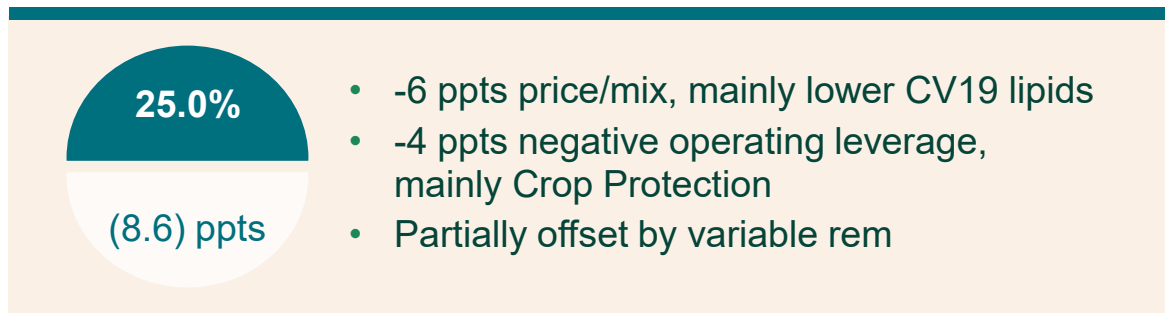 25.0%
(8.6) ppts
• -6 ppts price/mix, mainly lower CV19 lipids
• -4 ppts negative operating leverage,
mainly Crop Protection
• Partially offset by variable rem